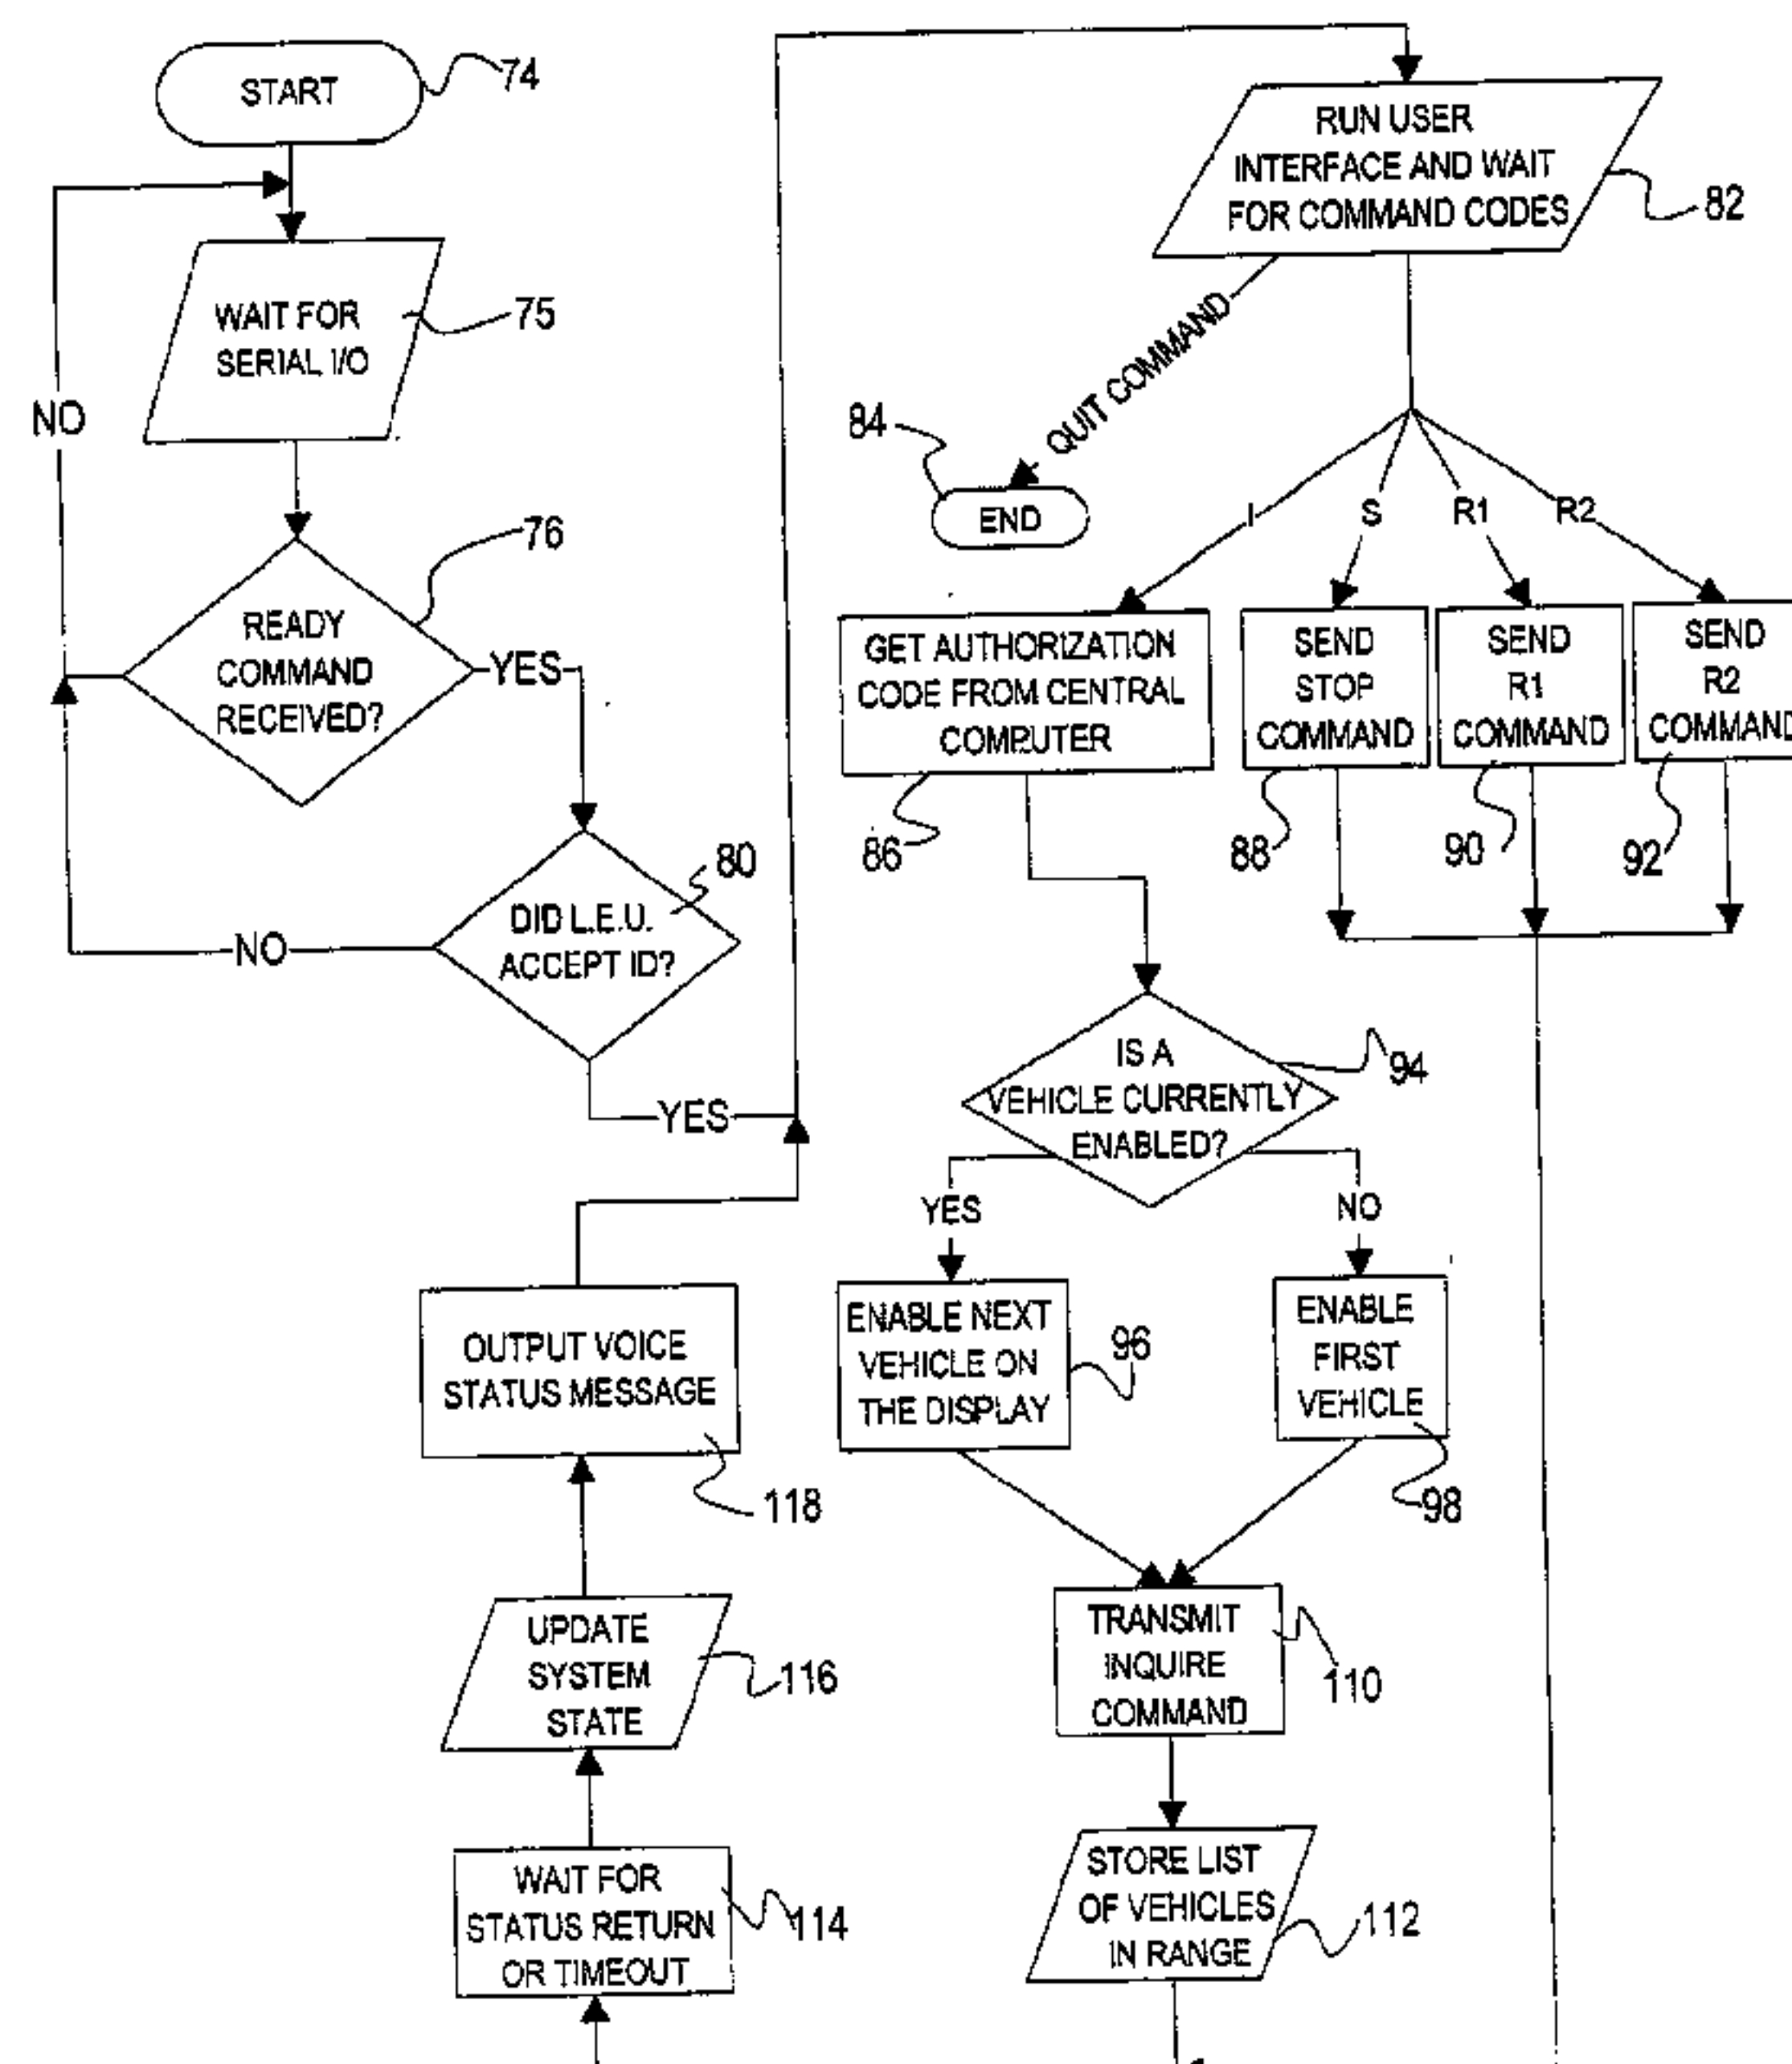 START
74
WAIT FOR
SERIAL I/O
75
NO
READY
COMMAND
RECEIVED?
76
YES
DID L.E.U.
ACCEPT ID?
80
NO
YES
RUN USER
INTERFACE AND WAIT
FOR COMMAND CODES
82
QUIT COMMAND
84
END
I
S
R1
R2
GET AUTHORIZATION
CODE FROM CENTRAL
COMPUTER
86
SEND
STOP
COMMAND
88
SEND
R1
COMMAND
90
SEND
R2
COMMAND
92
IS A
VEHICLE CURRENTLY
ENABLED?
94
YES
NO
ENABLE NEXT
VEHICLE ON
THE DISPLAY
96
ENABLE
FIRST
VEHICLE
98
TRANSMIT
INQUIRE
COMMAND
110
STORE LIST
OF VEHICLES
IN RANGE
112
OUTPUT VOICE
STATUS MESSAGE
118
UPDATE
SYSTEM
STATE
116
WAIT FOR
STATUS RETURN
OR TIMEOUT
114